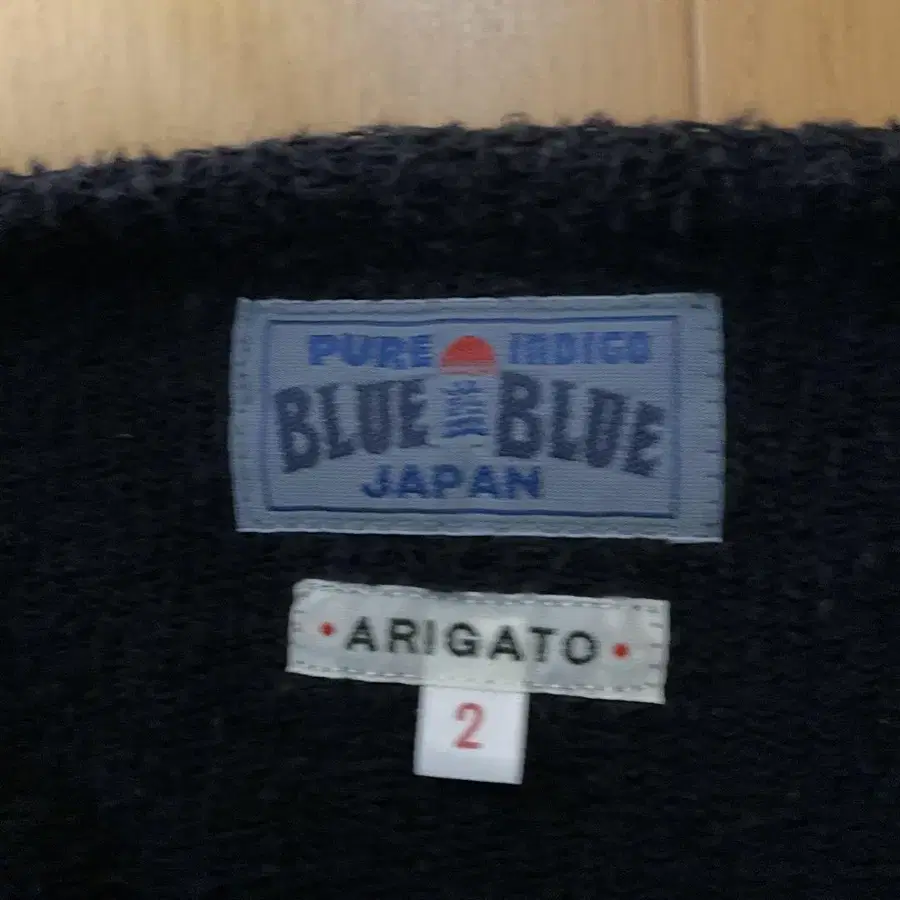 PURE INDIGO
BLUE BLUE
JAPAN
• ARIGATO •
2